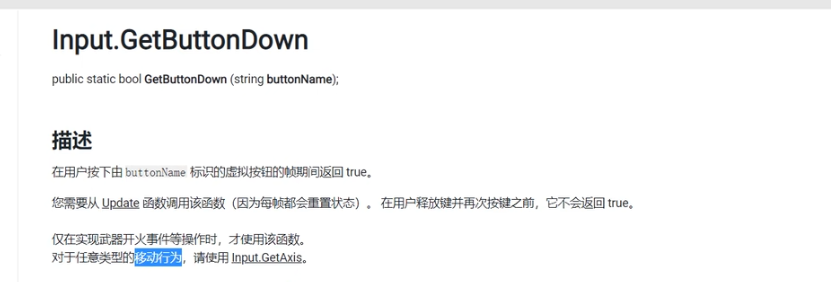 Input.GetButtonDown
public static bool GetButtonDown (string buttonName);
描述
在用户按下由 buttonName 标识的虚拟按钮的帧期间返回 true。
您需要从 Update 函数调用该函数（因为每帧都会重置状态）。 在用户释放键并再次按键之前，它不会返回 true。
仅在实现武器开火事件等操作时，才使用该函数。
对于任意类型的移动行为，请使用 Input.GetAxis。